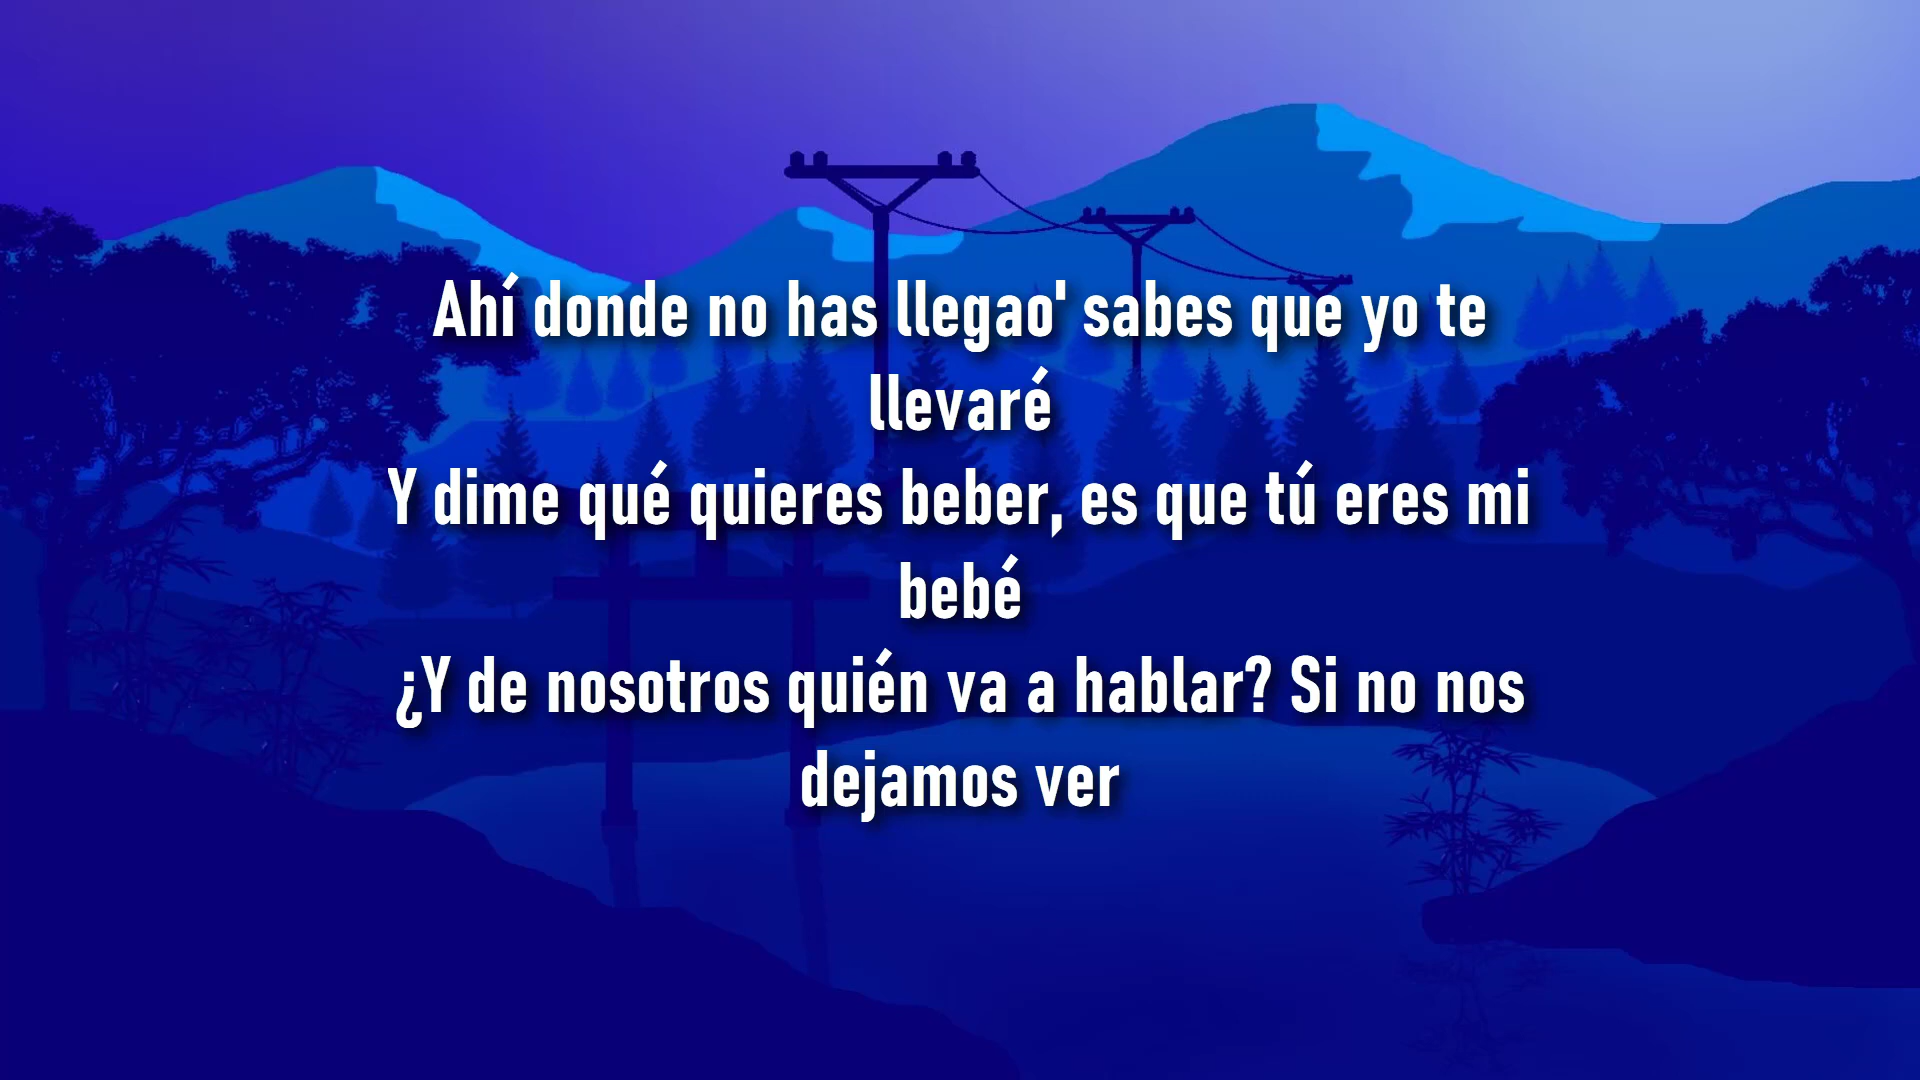 Ahí donde no has llegao' sabes que yo te
llevaré
Y dime qué quieres beber, es que tú eres mi
bebé
¿Y de nosotros quién va a hablar? Si no nos
dejamos ver